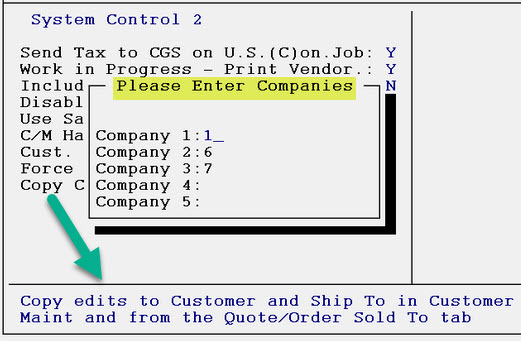 System Control 2
Send Tax to CGS on U.S.(C)on.Job: Y
Work in Progress - Print Vendor.: Y
Includ Please Enter Companies N
Disabl
Use Sa
C/M Ha Company 1:1_
Cust. Company 2:6
Force Company 3:7
Copy C Company 4:
Company 5:
Copy edits to Customer and Ship To in Customer
Maint and from the Quote/Order Sold To tab